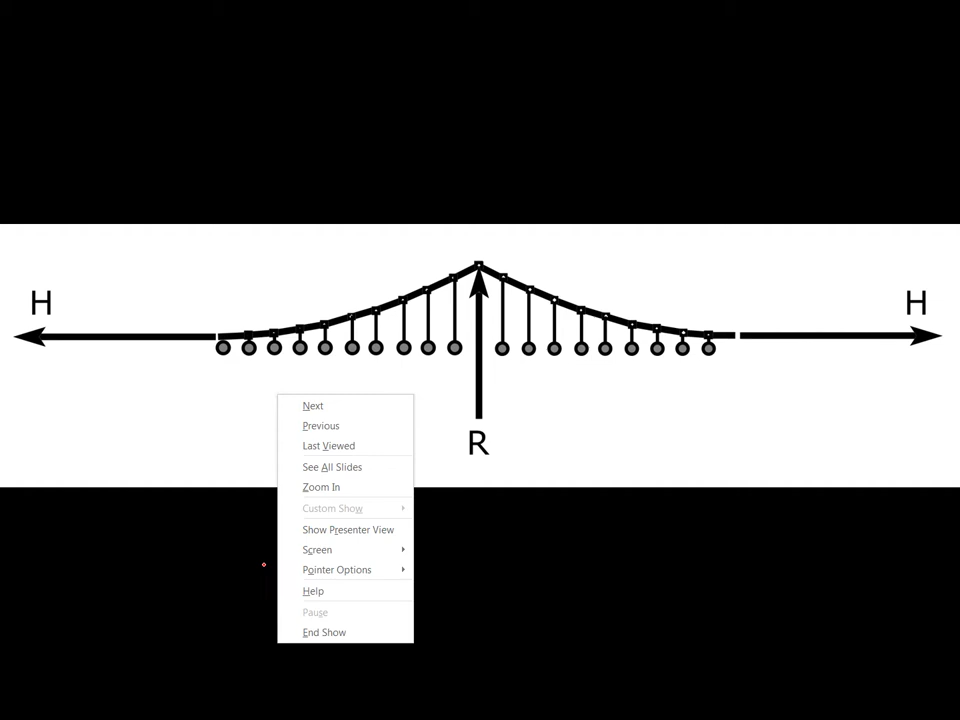 H
H
R
Next
Previous
Last Viewed
See All Slides
Zoom In
Custom Show
Show Presenter View
Screen
Pointer Options
Help
Pause
End Show